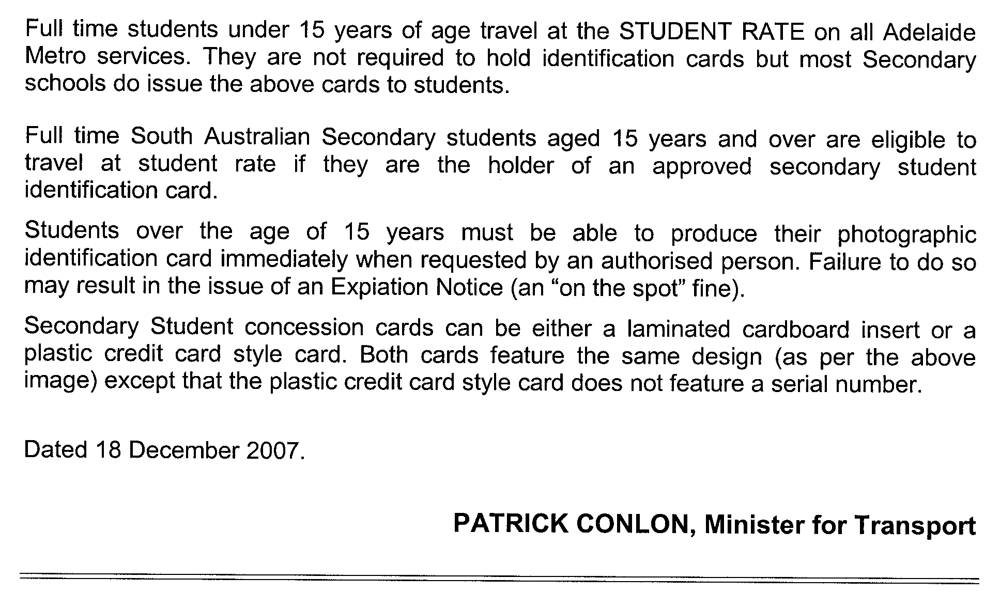 Full time students under 15 years of age travel at the STUDENT RATE on all Adelaide
Metro services. They are not required to hold identification cards but most Secondary
schools do issue the above cards to students.
Full time South Australian Secondary students aged 15 years and over are eligible to
travel at student rate if they are the holder of an approved secondary student
identification card.
Students over the age of 15 years must be able to produce their photographic
identification card immediately when requested by an authorised person. Failure to do so
may result in the issue of an Expiation Notice (an “on the spot” fine).
Secondary Student concession cards can be either a laminated cardboard insert or a
plastic credit card style card. Both cards feature the same design (as per the above
image) except that the plastic credit card style card does not feature a serial number.
Dated 18 December 2007.
PATRICK CONLON, Minister for Transport